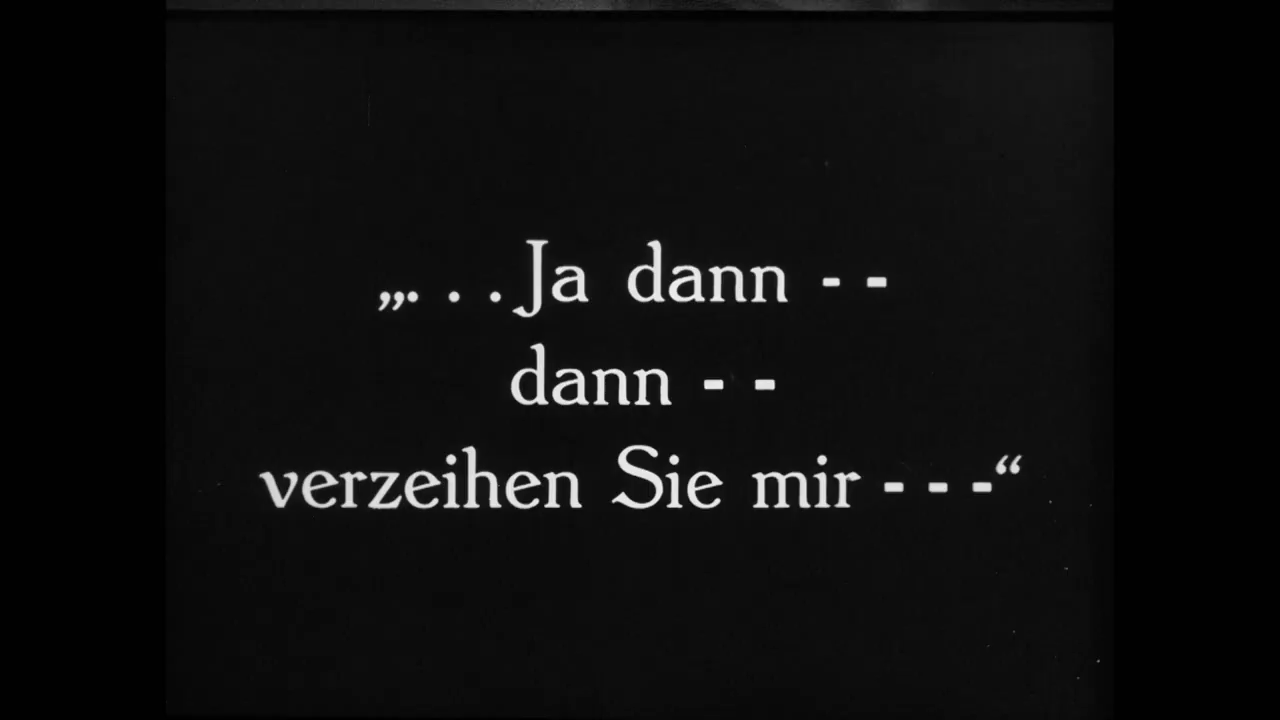 „. . . Ja dann - -
dann - -
verzeihen Sie mir - - -“